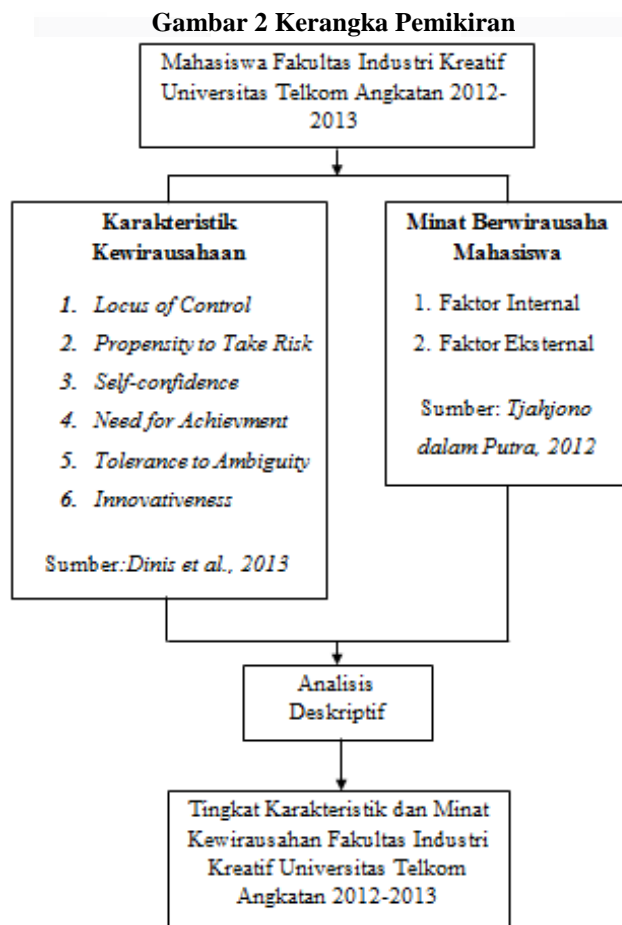 Gambar 2 Kerangka Pemikiran
Mahasiswa Fakultas Industri Kreatif
Universitas Telkom Angkatan 2012-
2013
Karakteristik
Kewirausahaan
1. Locus of Control
2. Propensity to Take Risk
3. Self-confidence
4. Need for Achievment
5. Tolerance to Ambiguity
6. Innovativeness
Sumber:Dinis et al., 2013
Minat Berwirausaha
Mahasiswa
1. Faktor Internal
2. Faktor Eksternal
Sumber: Tjahjono
dalam Putra, 2012
Analisis
Deskriptif
Tingkat Karakteristik dan Minat
Kewirausahan Fakultas Industri
Kreatif Universitas Telkom
Angkatan 2012-2013